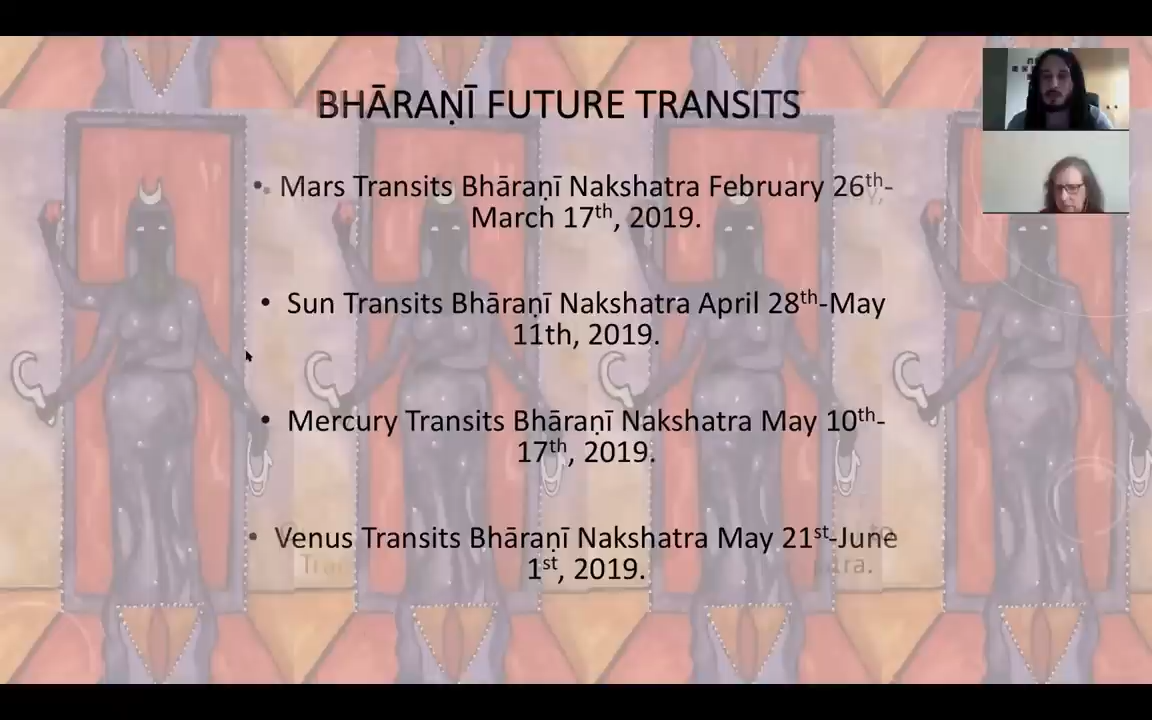 BHĀRAṆĪ FUTURE TRANSITS
• Mars Transits Bhāraṇī Nakshatra February 26th-
March 17th, 2019.
• Sun Transits Bhāraṇī Nakshatra April 28th-May
11th, 2019.
• Mercury Transits Bhāraṇī Nakshatra May 10th-
17th, 2019.
• Venus Transits Bhāraṇī Nakshatra May 21st-June
1st, 2019.